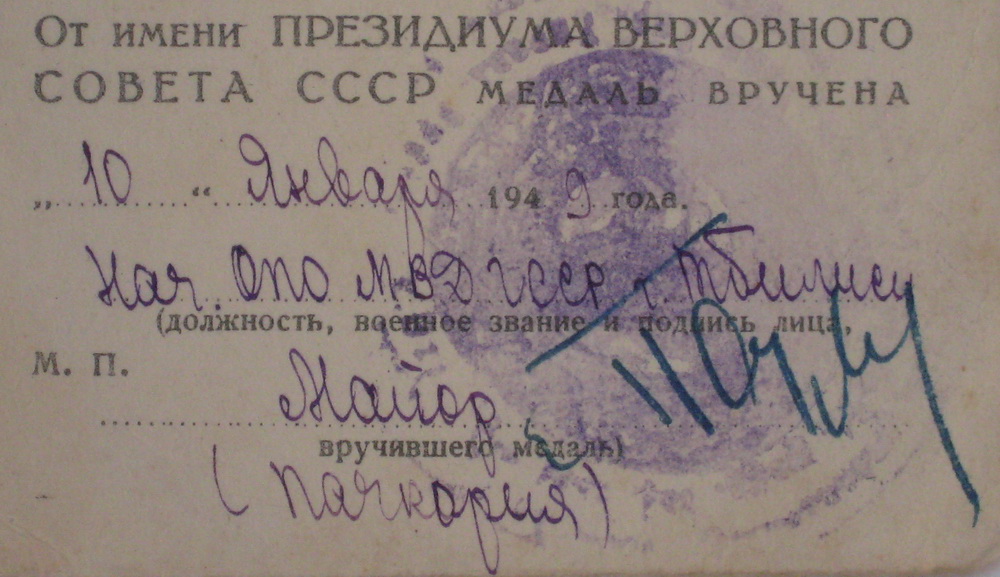 От имени ПРЕЗИДИУМА ВЕРХОВНОГО
СОВЕТА СССР МЕДАЛЬ ВРУЧЕНА
„ 10 “ Января 1949 года.
Нач. ОПО МВД ГССР г. Тбилиси
(должность, военное звание и подпись лица,
М. П.
Майор
вручившего медаль)
(Пачкория)